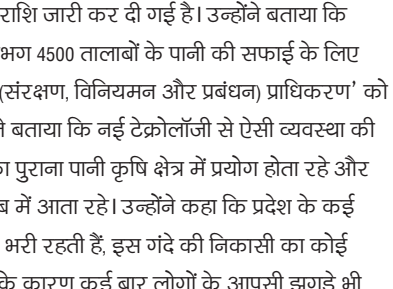 राशि जारी कर दी गई है। उन्होंने बताया कि
भग 4500 तालाबों के पानी की सफाई के लिए
(संरक्षण, विनियमन और प्रबंधन) प्राधिकरण’ को
ने बताया कि नई टेक्नोलॉजी से ऐसी व्यवस्था की
का पुराना पानी कृषि क्षेत्र में प्रयोग होता रहे और
ब में आता रहे। उन्होंने कहा कि प्रदेश के कई
भरी रहती हैं, इस गंदे की निकासी का कोई
कि कारण कई बार लोगों के आपसी झगड़े भी